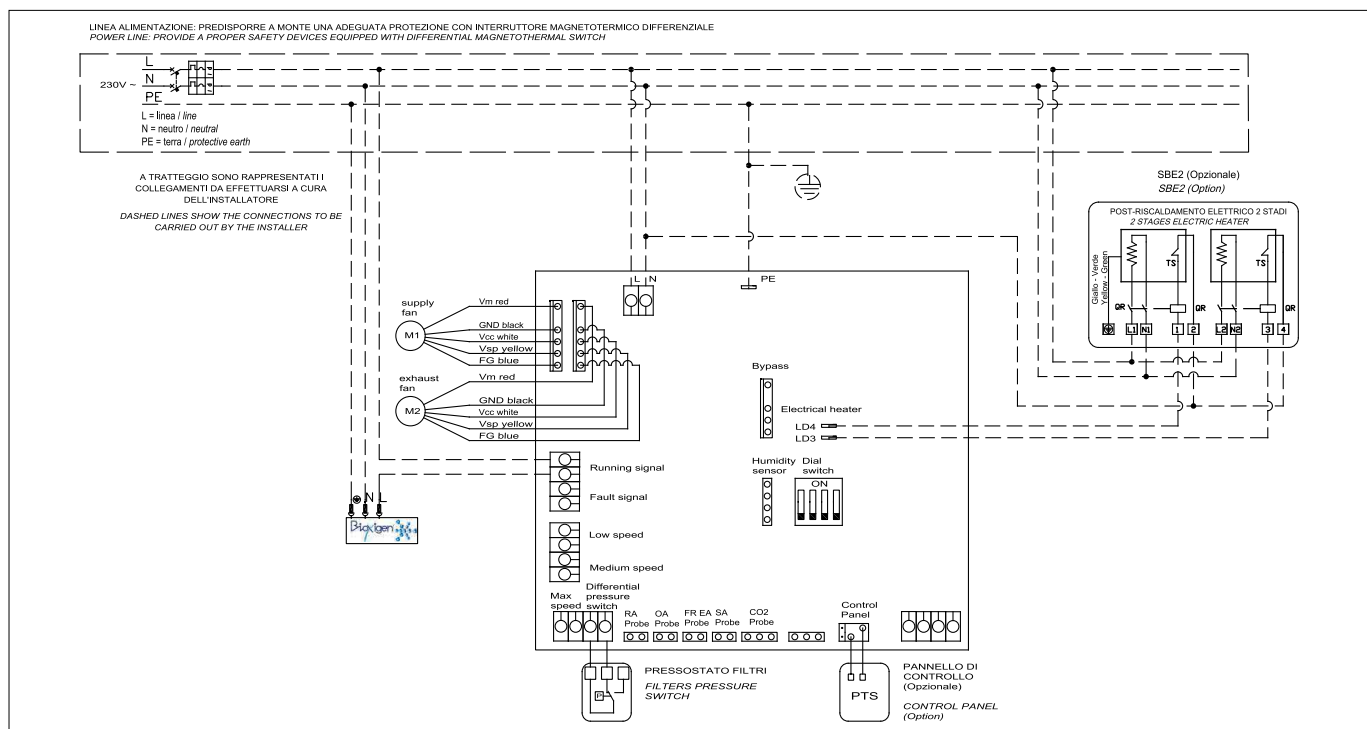 LINEA ALIMENTAZIONE: PREDISPORRE A MONTE UNA ADEGUATA PROTEZIONE CON INTERRUTTORE MAGNETOTERMICO DIFFERENZIALE
POWER LINE: PROVIDE A PROPER SAFETY DEVICES EQUIPPED WITH DIFFERENTIAL MAGNETOTHERMAL SWITCH
L
N
230V ~
PE
L = linea / line
N = neutro / neutral
PE = terra / protective earth
A TRATTEGGIO SONO RAPPRESENTATI I
COLLEGAMENTI DA EFFETTUARSI A CURA
DELL'INSTALLATORE
DASHED LINES SHOW THE CONNECTIONS TO BE
CARRIED OUT BY THE INSTALLER
SBE2 (Opzionale)
SBE2 (Option)
POST-RISCALDAMENTO ELETTRICO 2 STADI
2 STAGES ELECTRIC HEATER
Giallo - Verde
Yellow - Green
TS
TS
QR
QR
QR
L1
N1
1
2
L2
N2
3
4
L
N
PE
supply
fan
M1
Vm red
GND black
Vcc white
Vsp yellow
FG blue
exhaust
fan
M2
Vm red
GND black
Vcc white
Vsp yellow
FG blue
Bypass
Electrical heater
LD4
LD3
Humidity
sensor
Dial
switch
ON
Running signal
Fault signal
Low speed
Medium speed
N L
Bioxigen
Max
speed
Differential
pressure
switch
RA
Probe
OA
Probe
FR EA
Probe
SA
Probe
CO2
Probe
Control
Panel
P
PRESSOSTATO FILTRI
FILTERS PRESSURE
SWITCH
PTS
PANNELLO DI
CONTROLLO
(Opzionale)
CONTROL PANEL
(Option)